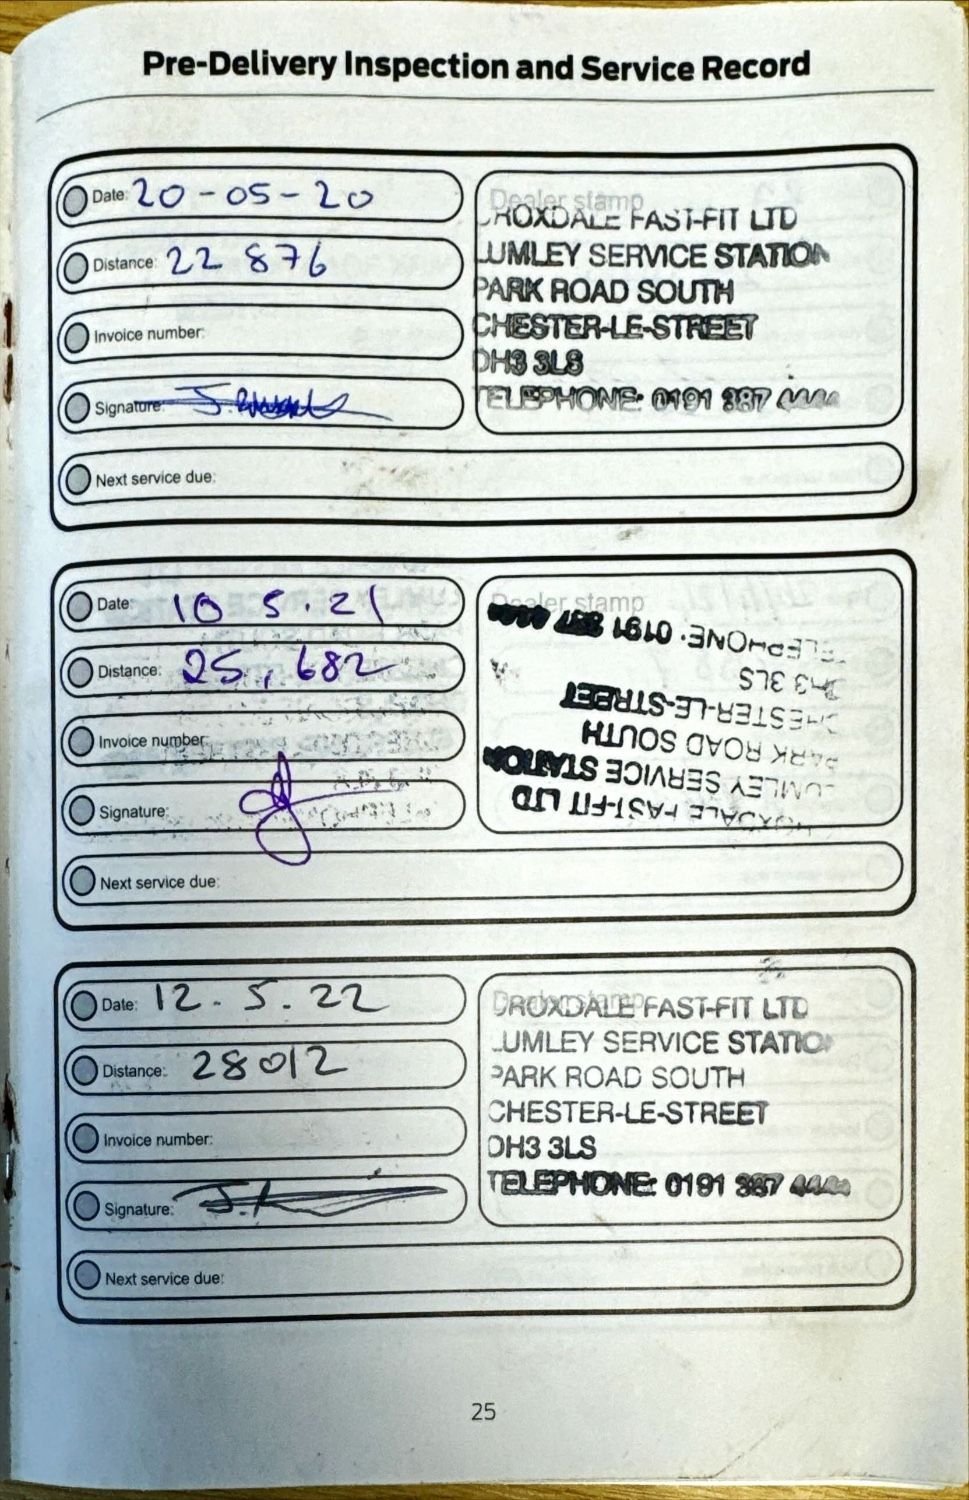 Pre-Delivery Inspection and Service Record
Date: 20-05-20
Distance: 22 876
Invoice number:
Signature: J.
Next service due:
Dealer stamp
CROXDALE FAST-FIT LTD
LUMLEY SERVICE STATION
PARK ROAD SOUTH
CHESTER-LE-STREET
DH3 3LS
TELEPHONE: 0191 387
Date: 10.5.21
Distance: 25,682
Invoice number:
Signature:
Next service due:
Dealer stamp
ROXDALE FAST-FIT LTD
LUMLEY SERVICE STATION
PARK ROAD SOUTH
CHESTER-LE-STREET
DH3 3LS
TELEPHONE: 0191 387
Date: 12.5.22
Distance: 28012
Invoice number:
Signature: J.
Next service due:
Dealer stamp
CROXDALE FAST-FIT LTD
LUMLEY SERVICE STATION
PARK ROAD SOUTH
CHESTER-LE-STREET
DH3 3LS
TELEPHONE: 0191 387
25